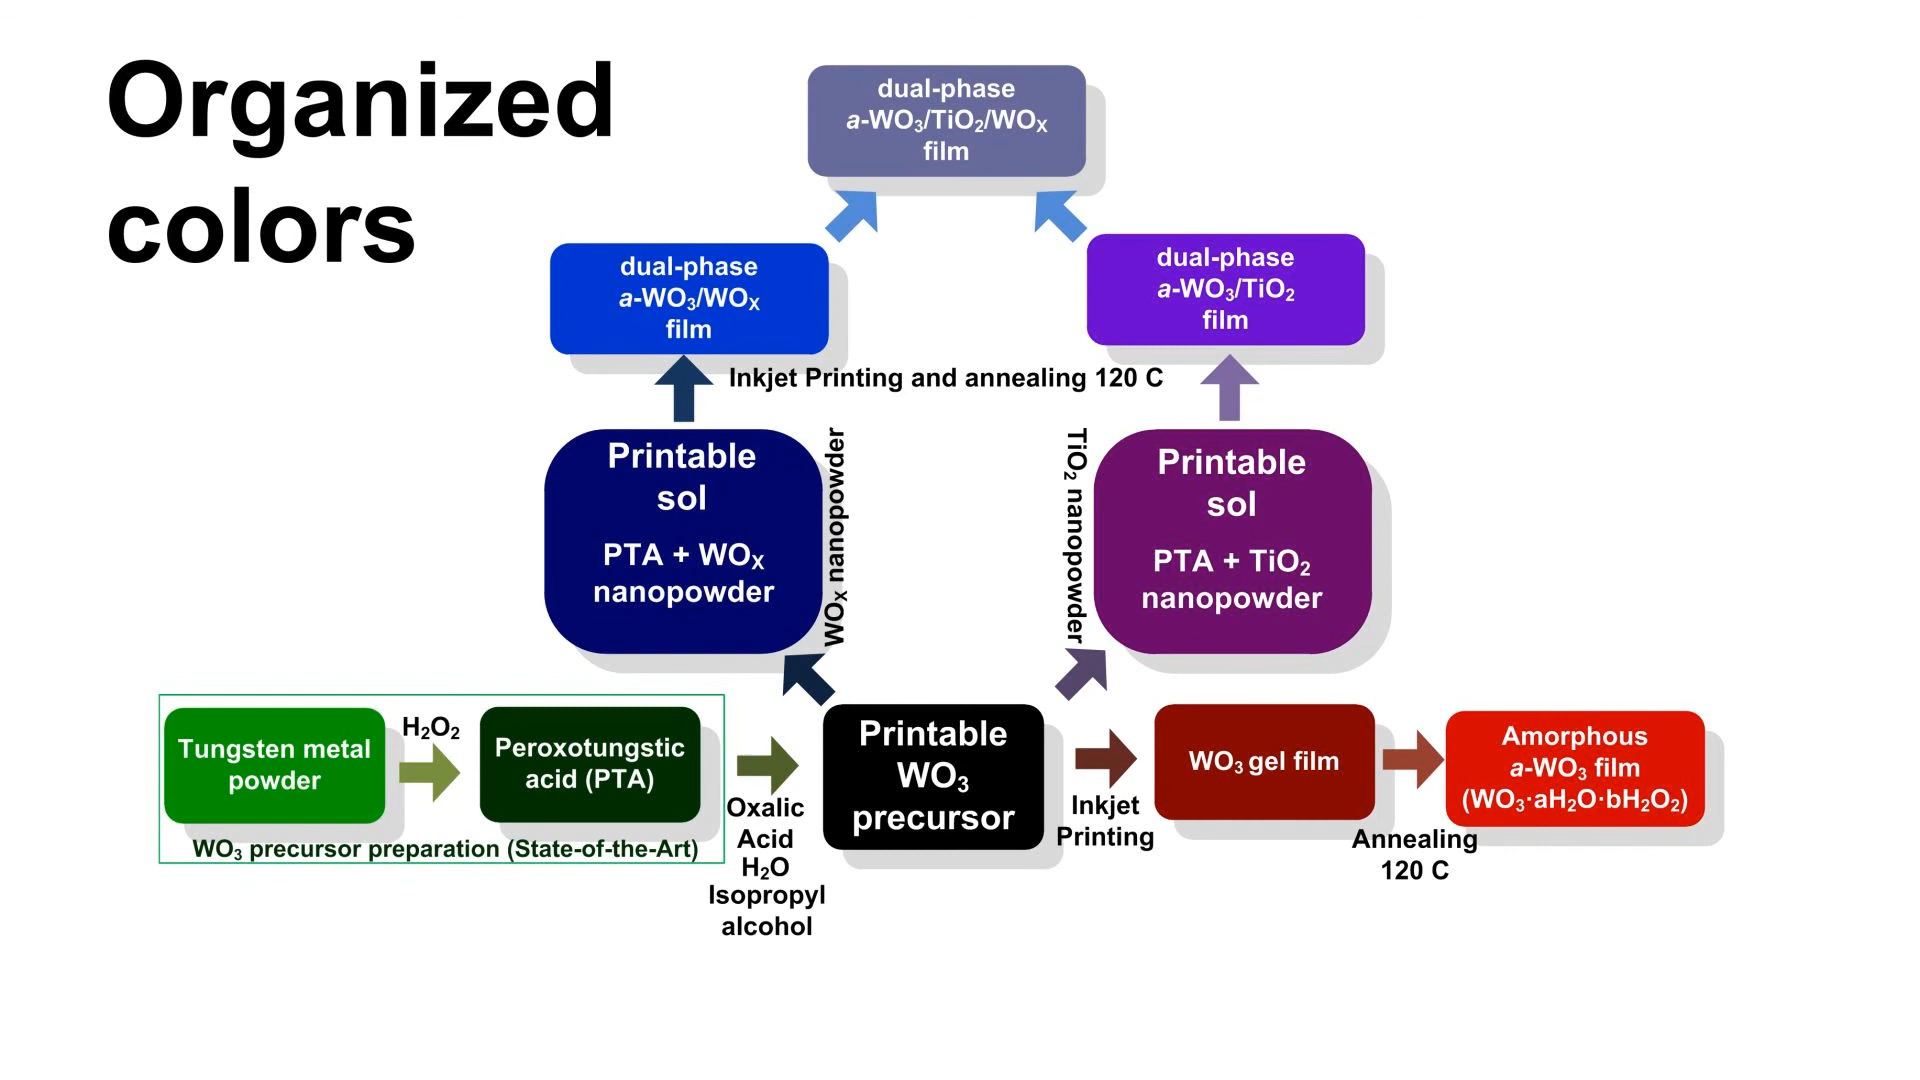 Organized
colors
dual-phase
a-WO₃/TiO₂/WOₓ
film
dual-phase
a-WO₃/WOₓ
film
dual-phase
a-WO₃/TiO₂
film
Inkjet Printing and annealing 120 C
Printable
sol
PTA + WOₓ
nanopowder
WOₓ nanopowder
TiO₂ nanopowder
Printable
sol
PTA + TiO₂
nanopowder
Tungsten metal
powder
H₂O₂
Peroxotungstic
acid (PTA)
WO₃ precursor preparation (State-of-the-Art)
Oxalic
Acid
H₂O
Isopropyl
alcohol
Printable
WO₃
precursor
Inkjet
Printing
WO₃ gel film
Annealing
120 C
Amorphous
a-WO₃ film
(WO₃·aH₂O·bH₂O₂)